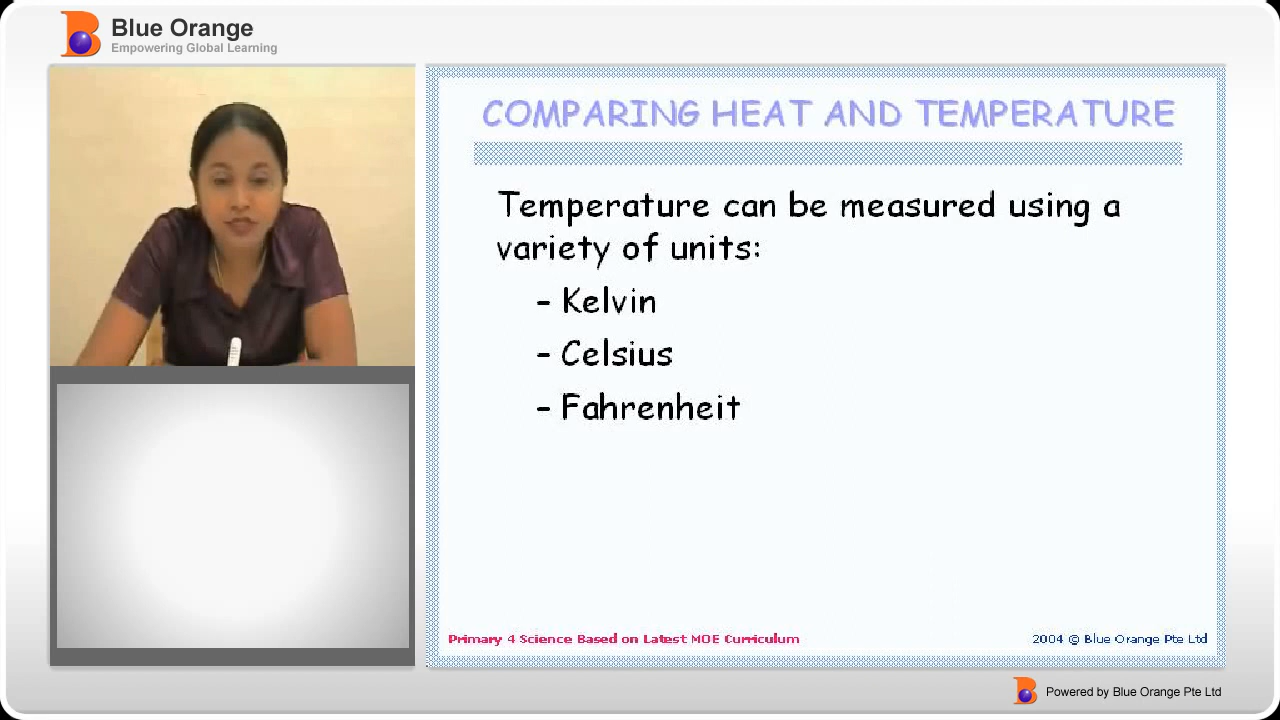 Blue Orange
Empowering Global Learning
COMPARING HEAT AND TEMPERATURE
Temperature can be measured using a
variety of units:
- Kelvin
- Celsius
- Fahrenheit
Primary 4 Science Based on Latest MOE Curriculum
2004 © Blue Orange Pte Ltd
Powered by Blue Orange Pte Ltd